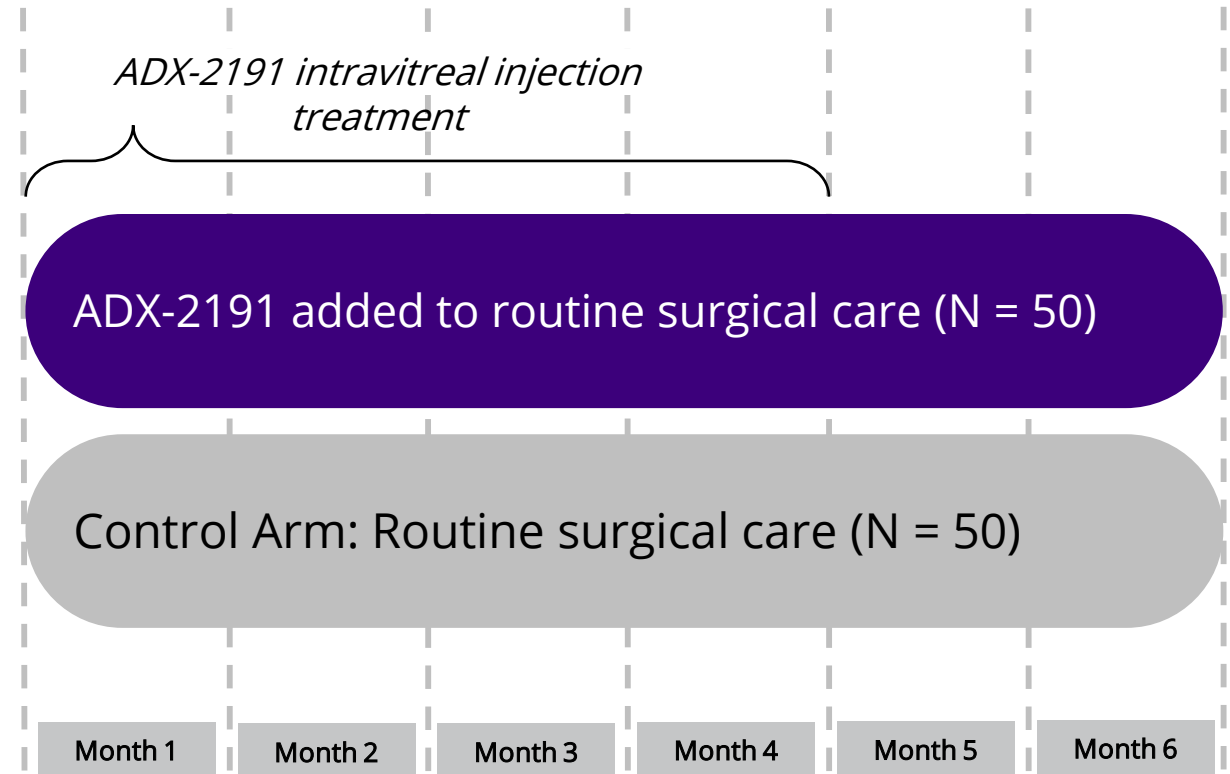 ADX-2191 intravitreal injection
treatment
ADX-2191 added to routine surgical care (N = 50)
Control Arm: Routine surgical care (N = 50)
Month 1
Month 2
Month 3
Month 4
Month 5
Month 6